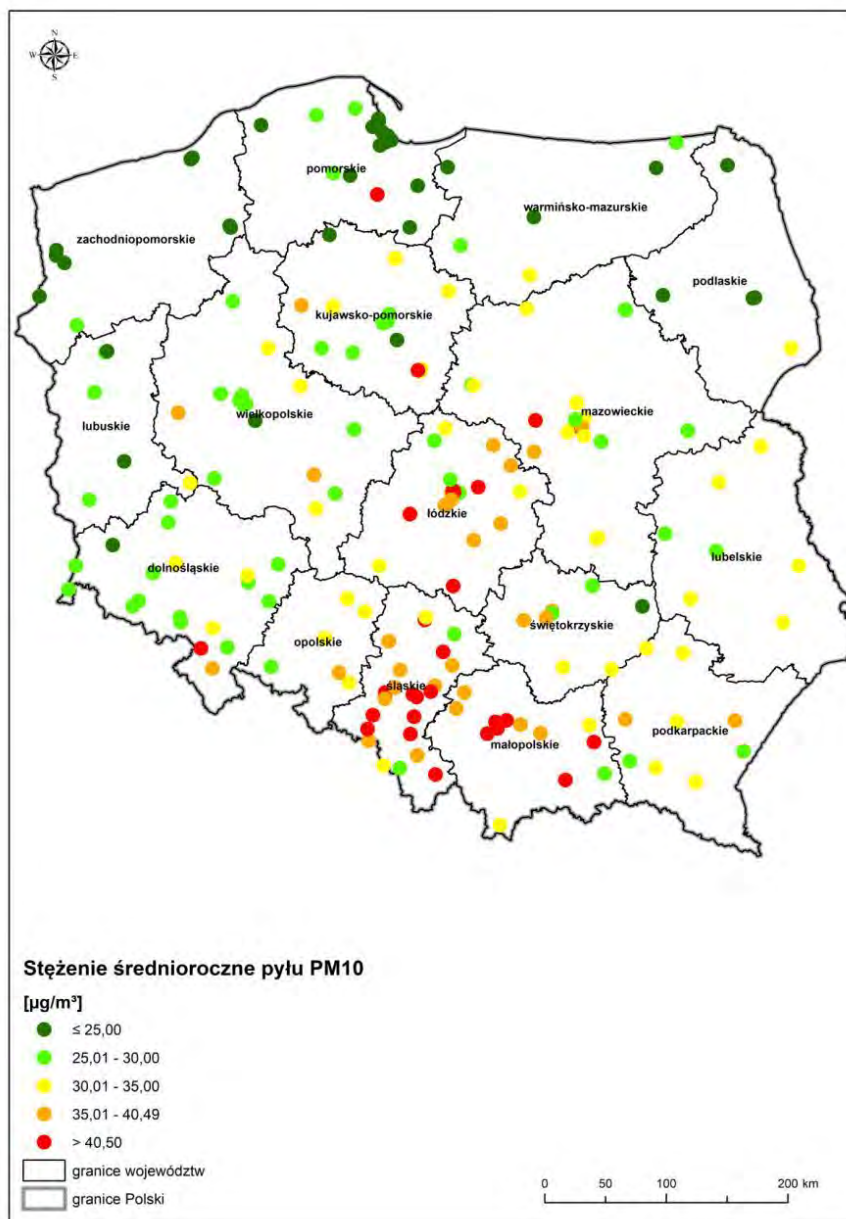 N
W E
S
pomorskie
warmińsko-mazurskie
zachodniopomorskie
podlaskie
kujawsko-pomorskie
mazowieckie
wielkopolskie
lubuskie
łódzkie
lubelskie
dolnośląskie
świętokrzyskie
opolskie
śląskie
podkarpackie
małopolskie
Stężenie średnioroczne pyłu PM10
[µg/m³]
≤ 25,00
25,01 - 30,00
30,01 - 35,00
35,01 - 40,49
> 40,50
granice województw
granice Polski
0 50 100 200 km